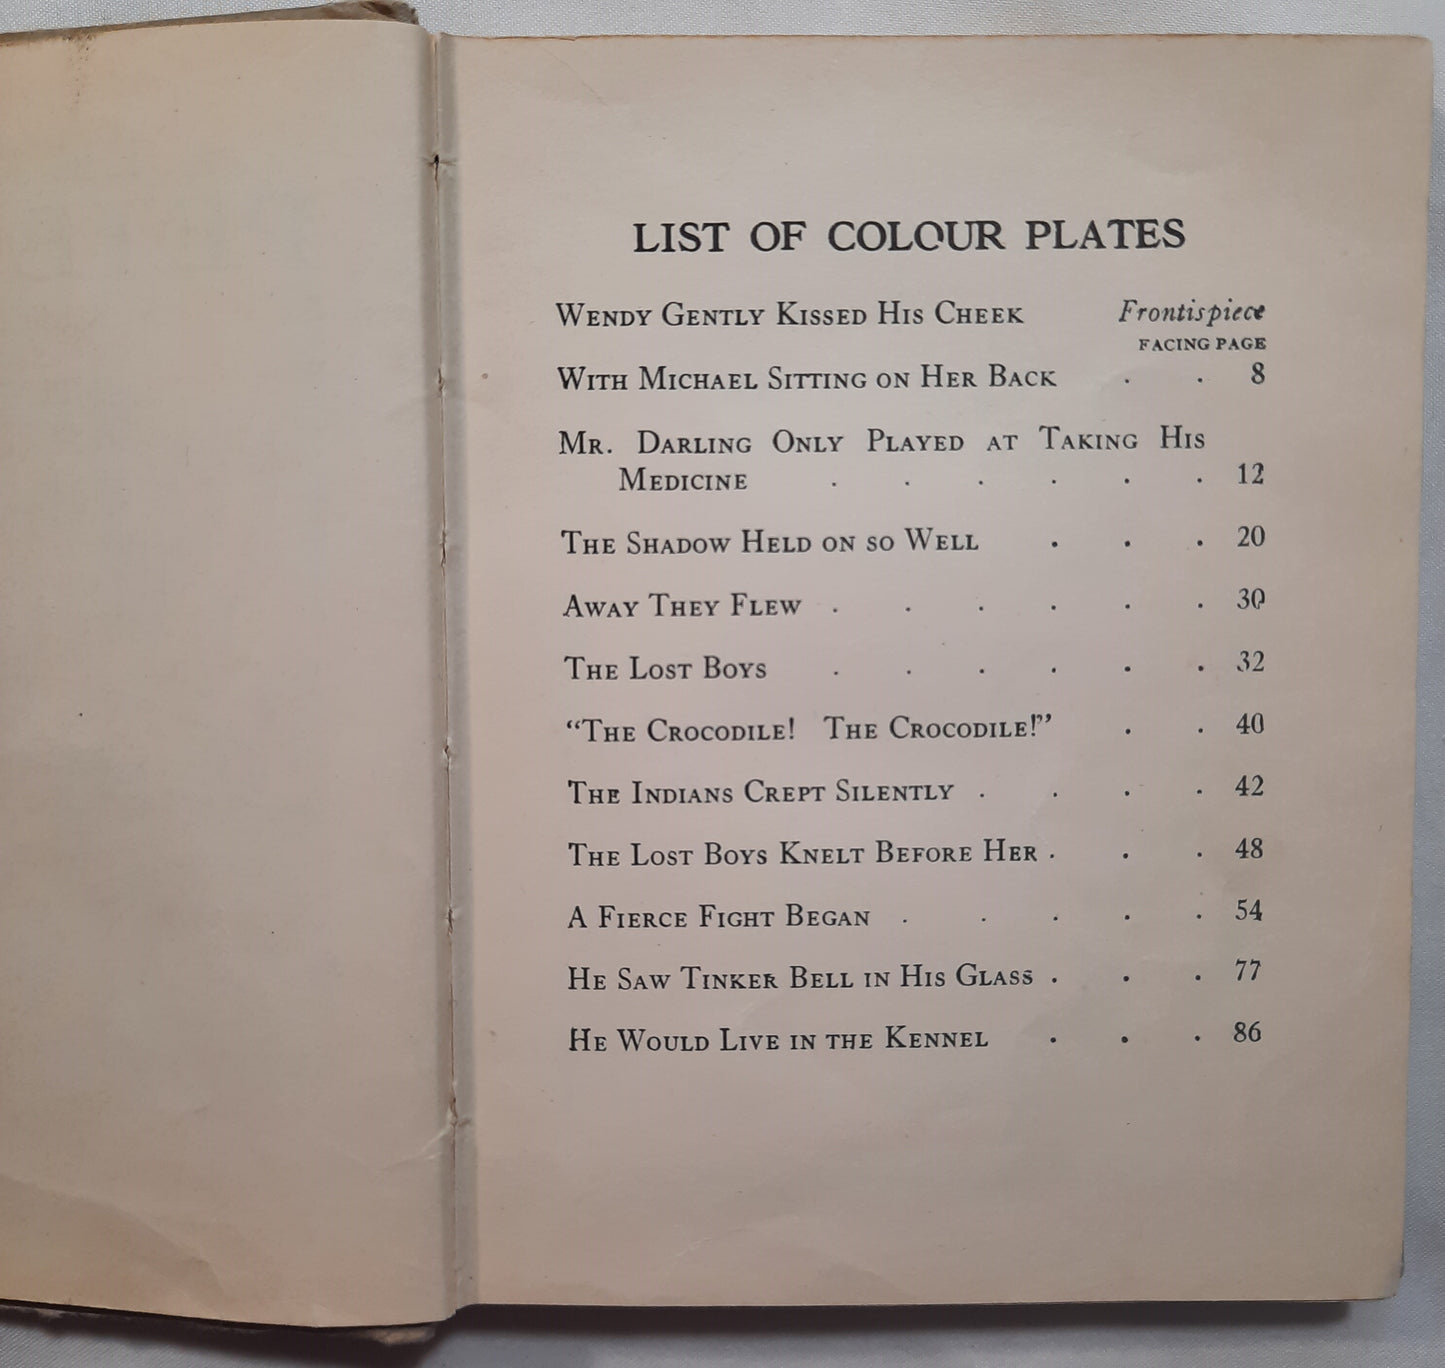 LIST OF COLOUR PLATES
Wendy Gently Kissed His Cheek Frontispiece
FACING PAGE
With Michael Sitting on Her Back . . 8
Mr. Darling Only Played at Taking His
Medicine . . . . . . 12
The Shadow Held on so Well . . . 20
Away They Flew . . . . . . 30
The Lost Boys . . . . . . 32
“The Crocodile! The Crocodile!” . . 40
The Indians Crept Silently . . . . 42
The Lost Boys Knelt Before Her . . . 48
A Fierce Fight Began . . . . . 54
He Saw Tinker Bell in His Glass . . . 77
He Would Live in the Kennel . . . 86